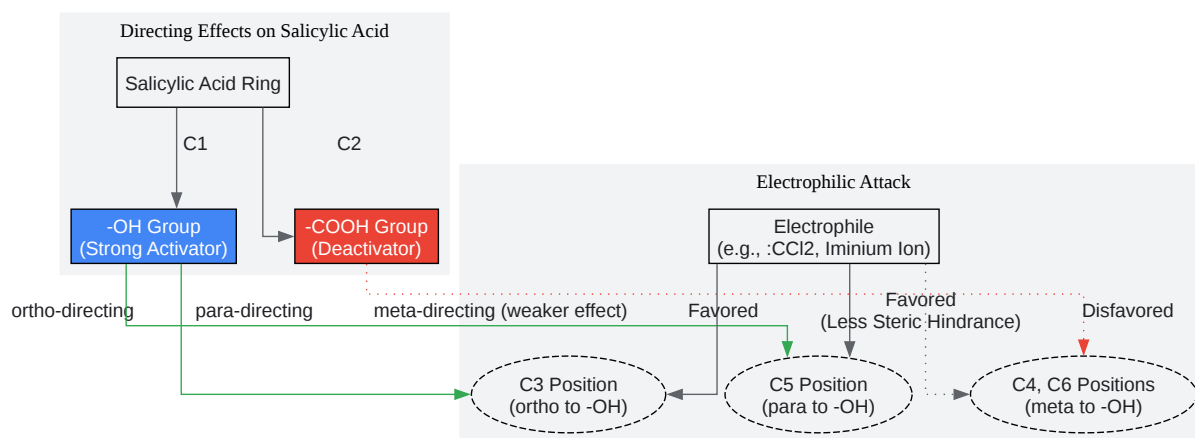 Directing Effects on Salicylic Acid
Salicylic Acid Ring
C1
C2
-OH Group
(Strong Activator)
-COOH Group
(Deactivator)
Electrophilic Attack
Electrophile
(e.g., :CCl2, Iminium Ion)
ortho-directing
para-directing
meta-directing (weaker effect)
Favored
Favored
(Less Steric Hindrance)
Disfavored
C3 Position
(ortho to -OH)
C5 Position
(para to -OH)
C4, C6 Positions
(meta to -OH)